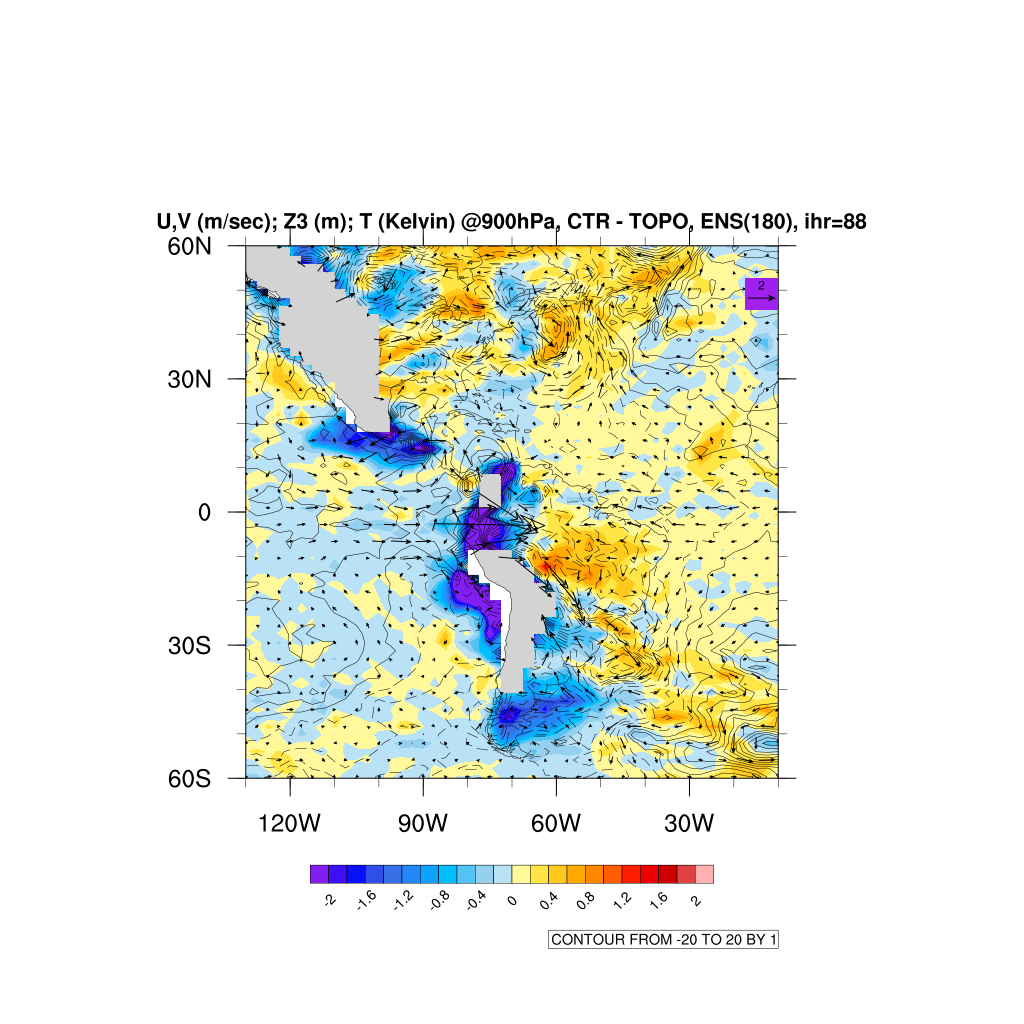 U,V (m/sec); Z3 (m); T (Kelvin) @900hPa, CTR - TOPO, ENS(180), ihr=88
60N
2
30N
0
30S
60S
120W 90W 60W 30W
-2 -1.6 -1.2 -0.8 -0.4 0 0.4 0.8 1.2 1.6 2
CONTOUR FROM -20 TO 20 BY 1